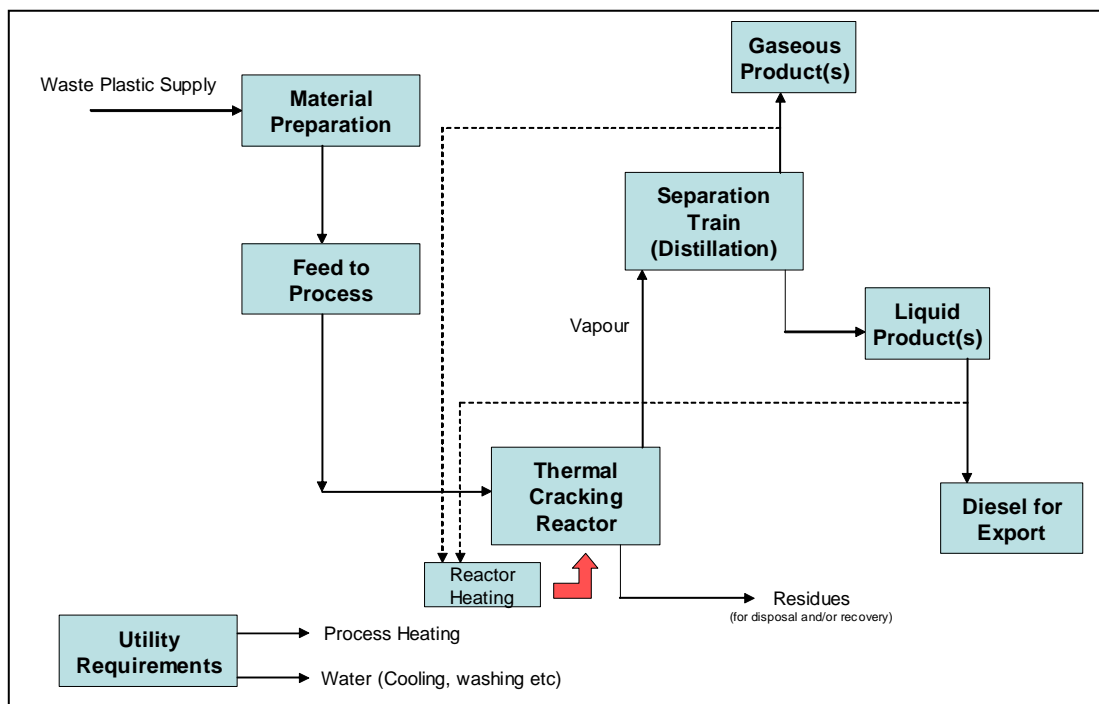 Waste Plastic Supply
Material
Preparation
Feed to
Process
Gaseous
Product(s)
Separation
Train
(Distillation)
Vapour
Liquid
Product(s)
Thermal
Cracking
Reactor
Diesel for
Export
Reactor
Heating
Residues
(for disposal and/or recovery)
Utility
Requirements
Process Heating
Water (Cooling, washing etc)